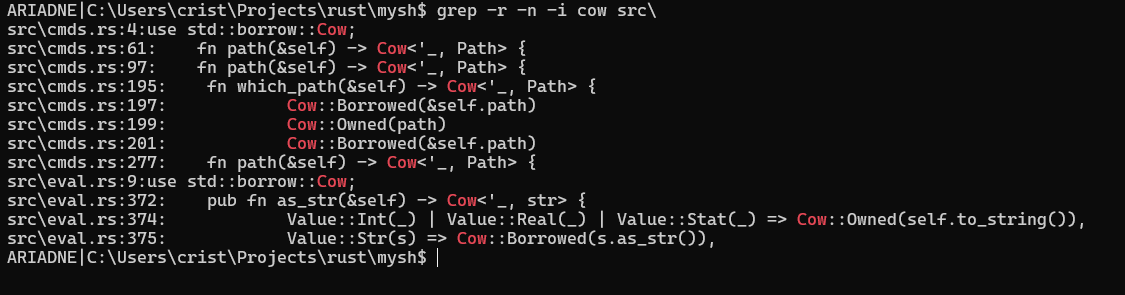 ARIADNE|C:\Users\crist\Projects\rust\mysh$ grep -r -n -i cow src\
src\cmds.rs:4:use std::borrow::Cow;
src\cmds.rs:61:    fn path(&self) -> Cow<'_, Path> {
src\cmds.rs:97:    fn path(&self) -> Cow<'_, Path> {
src\cmds.rs:195:    fn which_path(&self) -> Cow<'_, Path> {
src\cmds.rs:197:            Cow::Borrowed(&self.path)
src\cmds.rs:199:            Cow::Owned(path)
src\cmds.rs:201:            Cow::Borrowed(&self.path)
src\cmds.rs:277:    fn path(&self) -> Cow<'_, Path> {
src\eval.rs:9:use std::borrow::Cow;
src\eval.rs:372:    pub fn as_str(&self) -> Cow<'_, str> {
src\eval.rs:374:            Value::Int(_) | Value::Real(_) | Value::Stat(_) => Cow::Owned(self.to_string()),
src\eval.rs:375:            Value::Str(s) => Cow::Borrowed(s.as_str()),
ARIADNE|C:\Users\crist\Projects\rust\mysh$